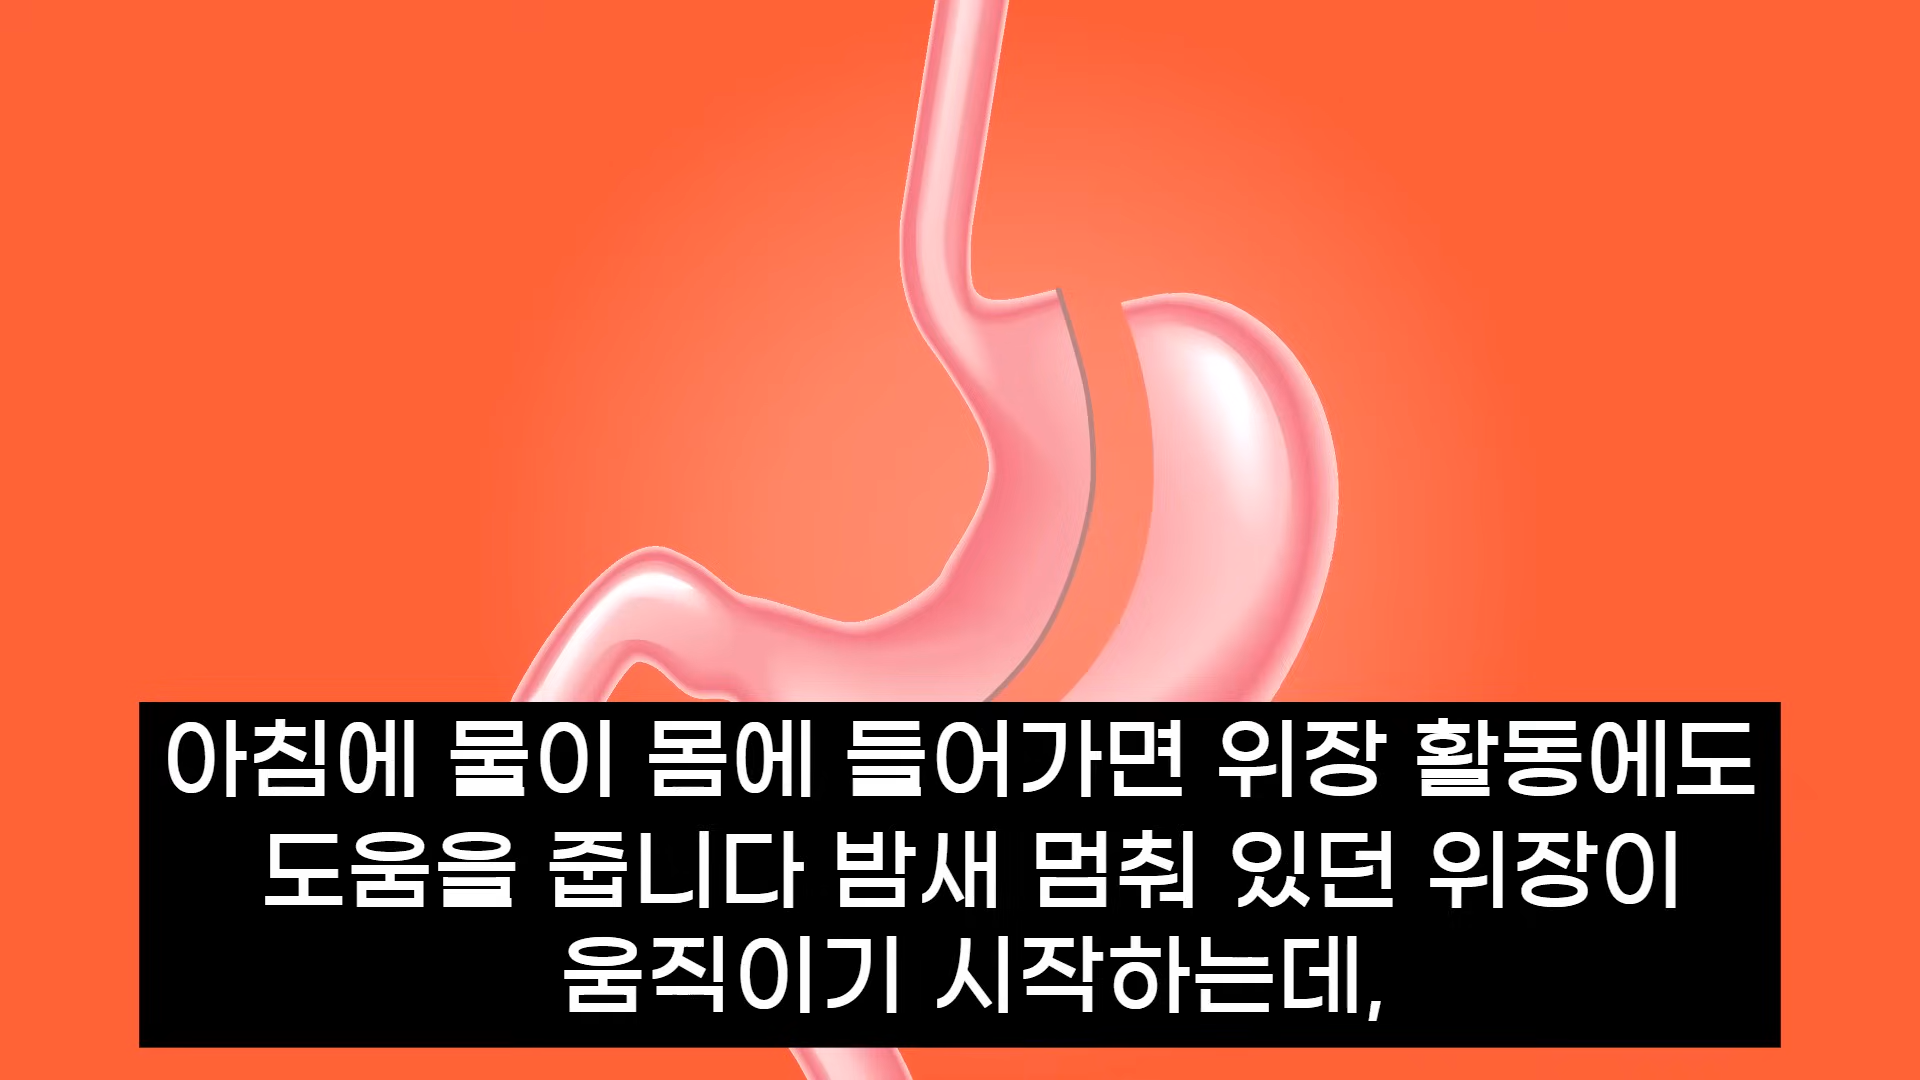 아침에 물이 몸에 들어가면 위장 활동에도
도움을 줍니다 밤새 멈춰 있던 위장이
움직이기 시작하는데,